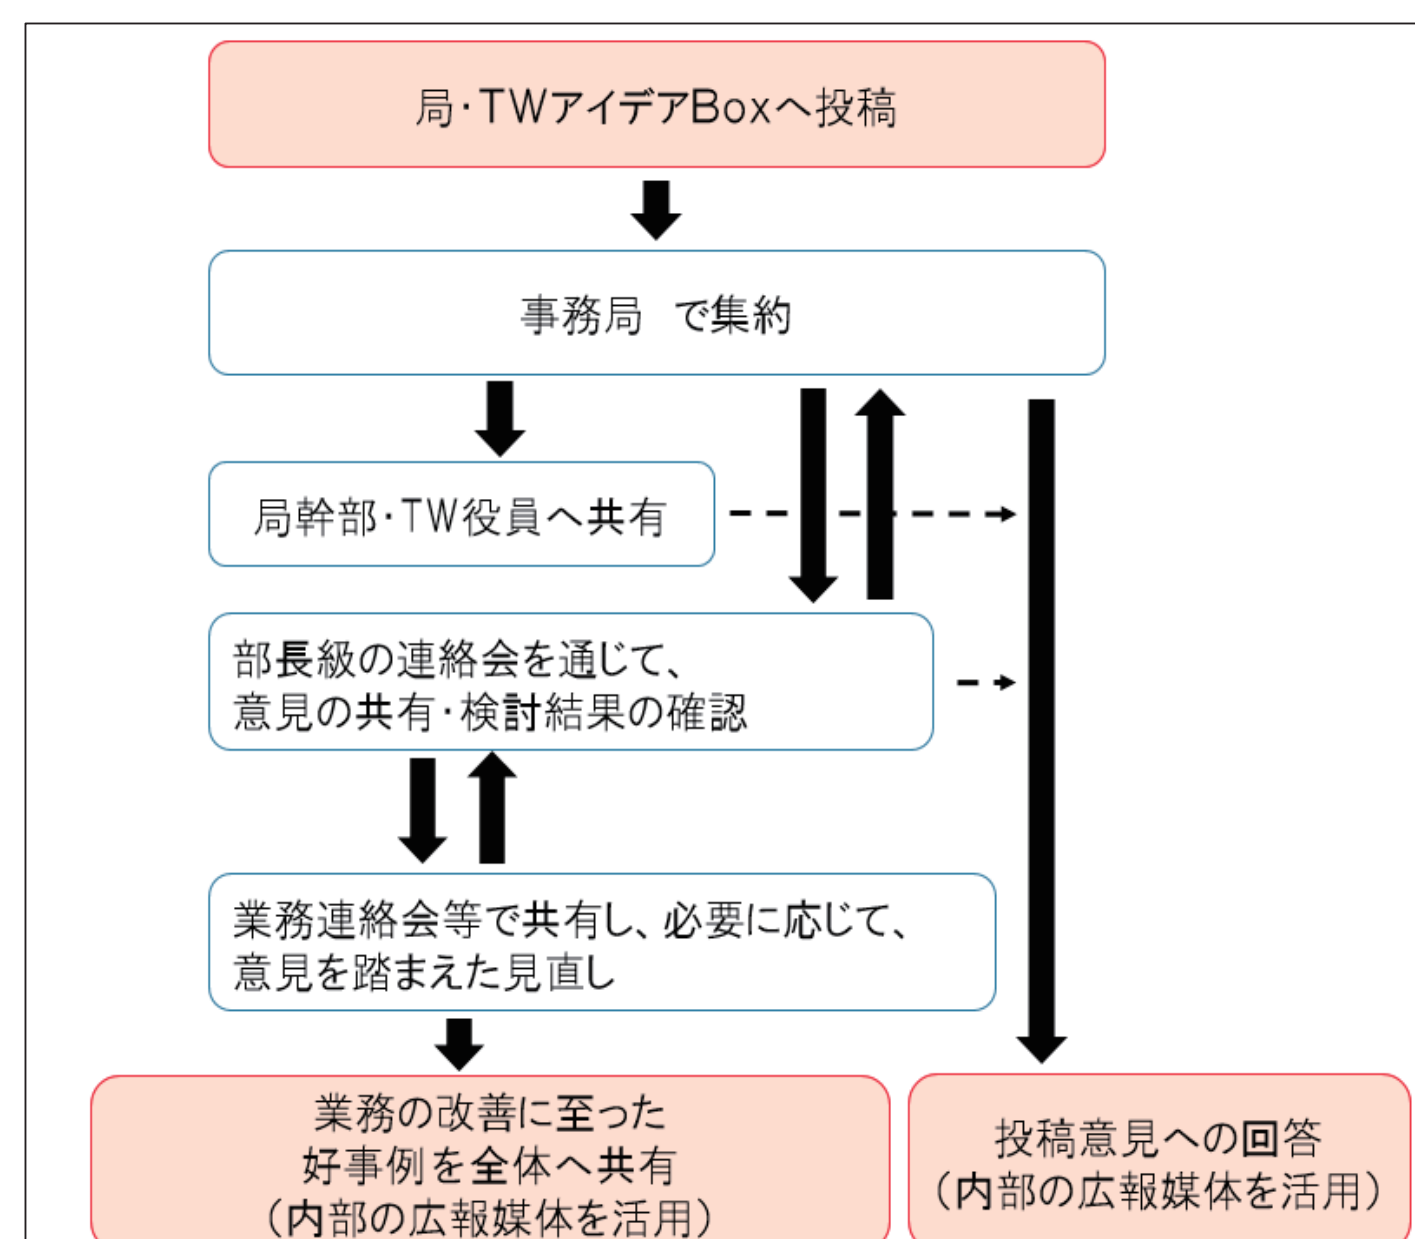 局・TWアイデアBoxへ投稿
事務局　で集約
局幹部・TW役員へ共有
部長級の連絡会を通じて、
意見の共有・検討結果の確認
業務連絡会等で共有し、必要に応じて、
意見を踏まえた見直し
業務の改善に至った
好事例を全体へ共有
（内部の広報媒体を活用）
投稿意見への回答
（内部の広報媒体を活用）